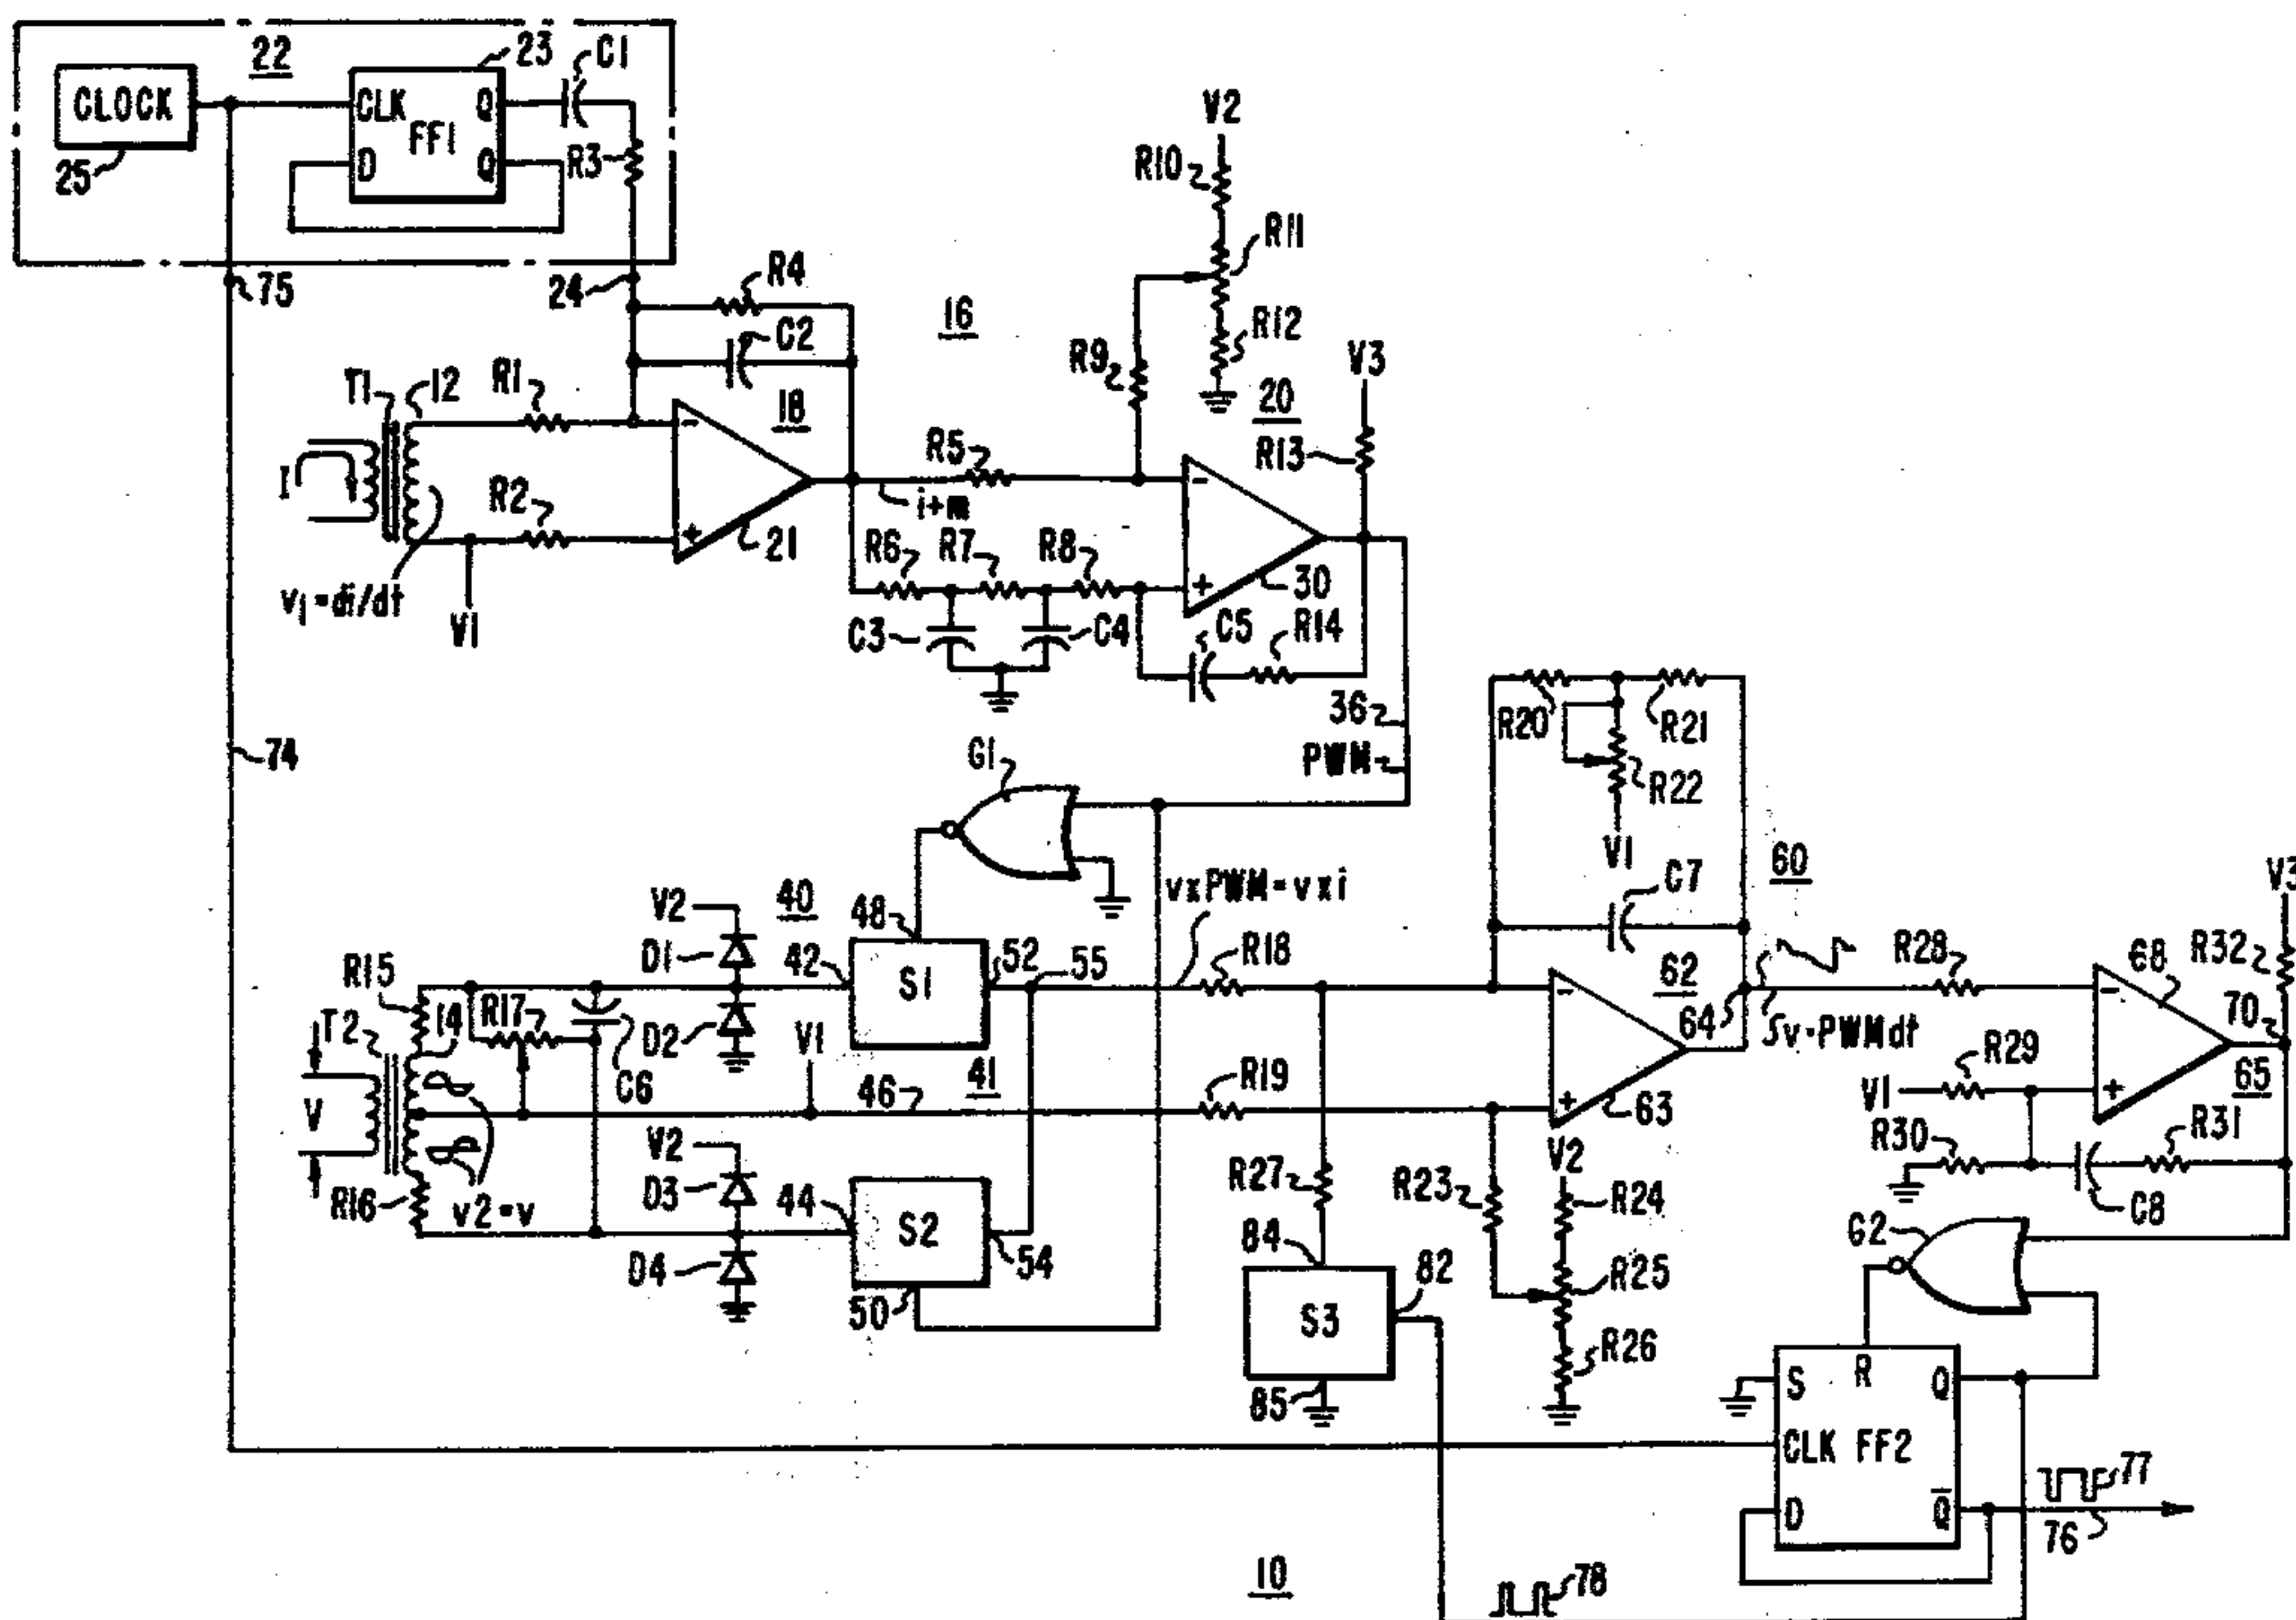 22
23
C1
CLOCK
CLK
Q
FF1
D
Q
R3
25
V2
R10
75
24
R4
16
R11
C2
R12
R9
V3
T1
12
R1
18
20
R13
I
R5
R2
i+m
21
R6
R7
R8
30
v₁=di/dt
V1
C3
C4
C5
R14
36
R20
R21
74
G1
PWM
R22
V1
60
C7
V3
V2
40
48
v x PWM = v x i
D1
42
S1
52
55
R18
62
R28
68
R32
R15
R17
T2
14
D2
V1
64
∫v·PWMdt
70
C6
41
R19
R29
65
V
46
63
V1
V2
D3
R27
R23
V2
R24
R30
R31
R16
v2=v
44
S2
54
C8
D4
84
82
R25
G2
50
S3
R26
85
S
R
Q
CLK FF2
77
D
Q̅
76
10
78